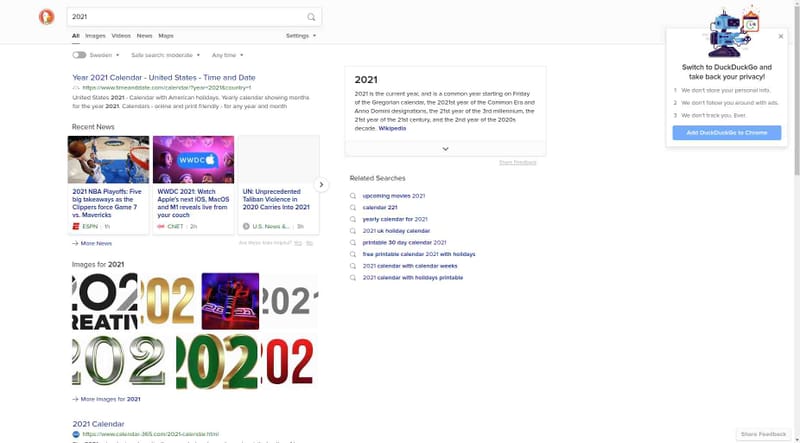 2021
All Images Videos News Maps Settings
Sweden Safe search: moderate Any time
Year 2021 Calendar - United States - Time and Date
https://www.timeanddate.com/calendar/?year=2021&country=1
United States 2021 - Calendar with American holidays. Yearly calendar showing months
for the year 2021. Calendars - online and print friendly - for any year and month
Recent News
WWDC
2021 NBA Playoffs: Five
big takeaways as the
Clippers force Game 7
vs. Mavericks
ESPN 1h
WWDC 2021: Watch
Apple's next iOS, MacOS
and M1 reveals live from
your couch
CNET 2h
UN: Unprecedented
Taliban Violence in
2020 Carries Into 2021
U.S. News &... 3h
More News
Are these links helpful? Yes No
Images for 2021
More Images for 2021
2021 Calendar
https://www.calendar-365.com/2021-calendar.html
2021
2021 is the current year, and is a common year starting on Friday
of the Gregorian calendar, the 2021st year of the Common Era and
Anno Domini designations, the 21st year of the 3rd millennium, the
21st year of the 21st century, and the 2nd year of the 2020s
decade. Wikipedia
Share Feedback
Related Searches
upcoming movies 2021
calendar 221
yearly calendar for 2021
2021 uk holiday calendar
printable 30 day calendar 2021
free printable calendar 2021 with holidays
2021 calendar with calendar weeks
2021 calendar with holidays printable
Switch to DuckDuckGo and
take back your privacy!
1 We don't store your personal info.
2 We don't follow you around with ads.
3 We don't track you. Ever.
Add DuckDuckGo to Chrome
Share Feedback